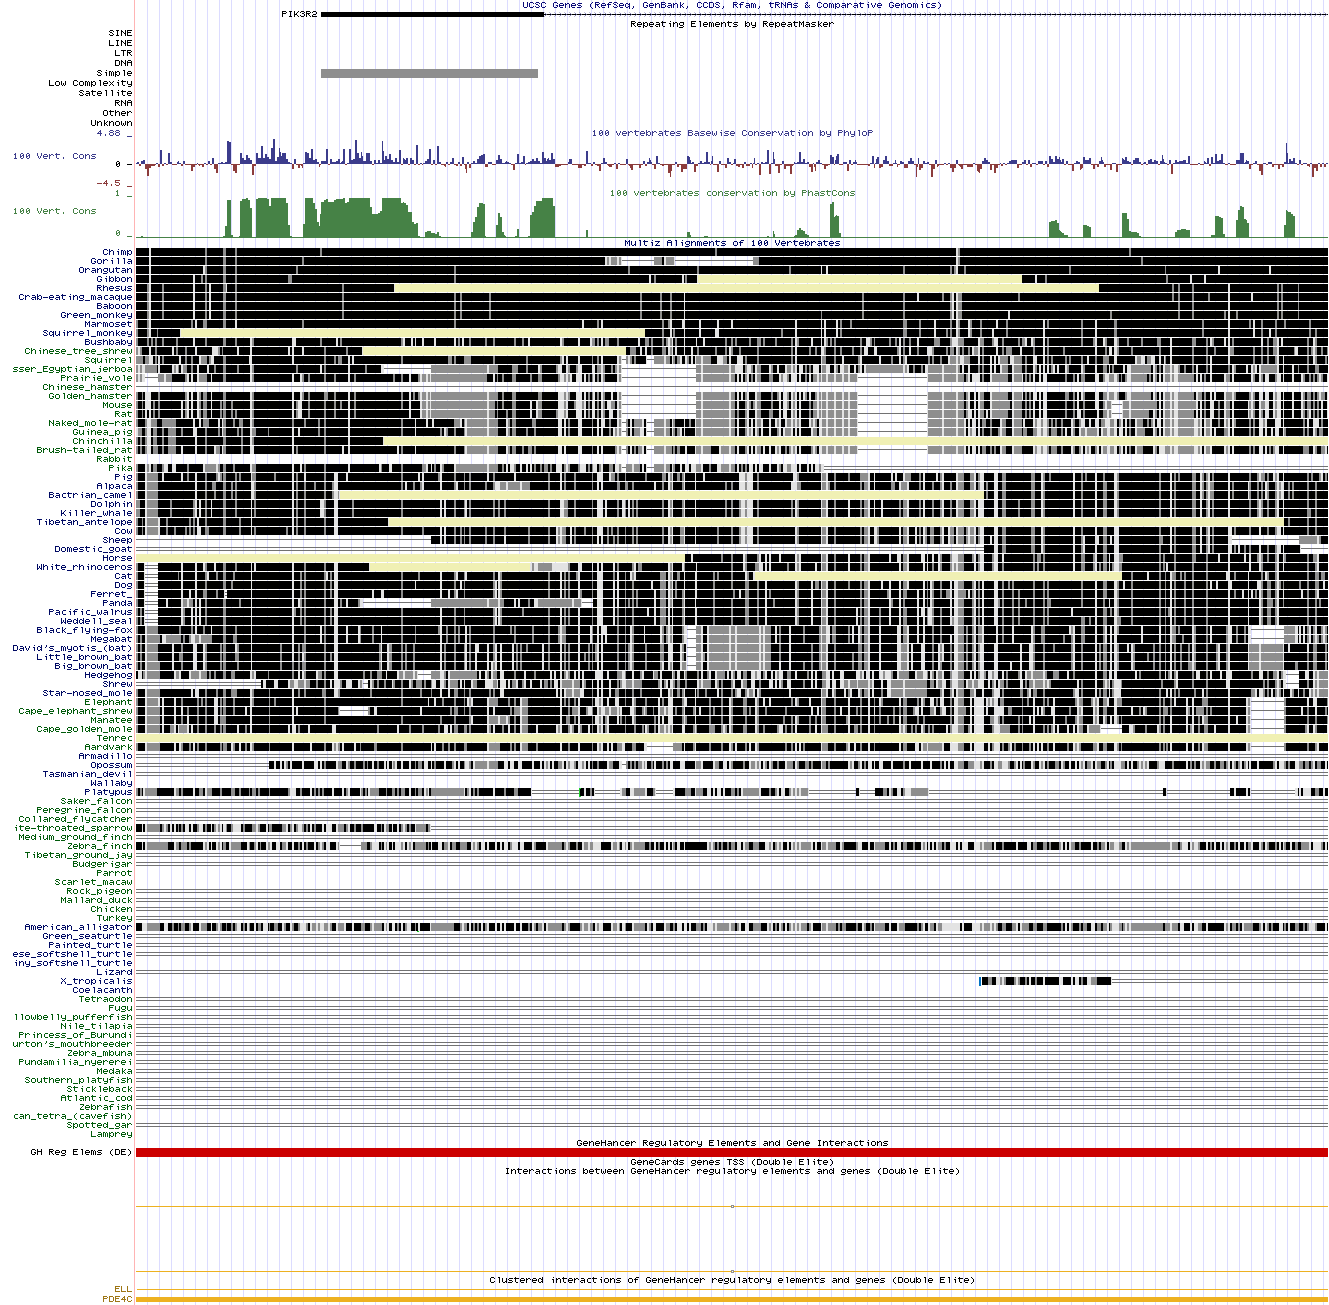 UCSC Genes (RefSeq, GenBank, CCDS, Rfam, tRNAs & Comparative Genomics)
PIK3R2
Repeating Elements by RepeatMasker
SINE
LINE
LTR
DNA
Simple
Low Complexity
Satellite
RNA
Other
Unknown
4.88 _
100 vertebrates Basewise Conservation by PhyloP
100 Vert. Cons
0 _
-4.5 _
100 vertebrates conservation by PhastCons
1 _
100 Vert. Cons
0 _
Multiz Alignments of 100 Vertebrates
Chimp
Gorilla
Orangutan
Gibbon
Rhesus
Crab-eating_macaque
Baboon
Green_monkey
Marmoset
Squirrel_monkey
Bushbaby
Chinese_tree_shrew
Squirrel
sser_Egyptian_jerboa
Prairie_vole
Chinese_hamster
Golden_hamster
Mouse
Rat
Naked_mole-rat
Guinea_pig
Chinchilla
Brush-tailed_rat
Rabbit
Pika
Pig
Alpaca
Bactrian_camel
Dolphin
Killer_whale
Tibetan_antelope
Cow
Sheep
Domestic_goat
Horse
White_rhinoceros
Cat
Dog
Ferret_
Panda
Pacific_walrus
Weddell_seal
Black_flying-fox
Megabat
David's_myotis_(bat)
Little_brown_bat
Big_brown_bat
Hedgehog
Shrew
Star-nosed_mole
Elephant
Cape_elephant_shrew
Manatee
Cape_golden_mole
Tenrec
Aardvark
Armadillo
Opossum
Tasmanian_devil
Wallaby
Platypus
Saker_falcon
Peregrine_falcon
Collared_flycatcher
ite-throated_sparrow
Medium_ground_finch
Zebra_finch
Tibetan_ground_jay
Budgerigar
Parrot
Scarlet_macaw
Rock_pigeon
Mallard_duck
Chicken
Turkey
American_alligator
Green_seaturtle
Painted_turtle
ese_softshell_turtle
iny_softshell_turtle
Lizard
X_tropicalis
Coelacanth
Tetraodon
Fugu
llowbelly_pufferfish
Nile_tilapia
Princess_of_Burundi
urton's_mouthbreeder
Zebra_mbuna
Pundamilia_nyererei
Medaka
Southern_platyfish
Stickleback
Atlantic_cod
Zebrafish
can_tetra_(cavefish)
Spotted_gar
Lamprey
GeneHancer Regulatory Elements and Gene Interactions
GH Reg Elems (DE)
GeneCards genes TSS (Double Elite)
Interactions between GeneHancer regulatory elements and genes (Double Elite)
Clustered interactions of GeneHancer regulatory elements and genes (Double Elite)
ELL
PDE4C